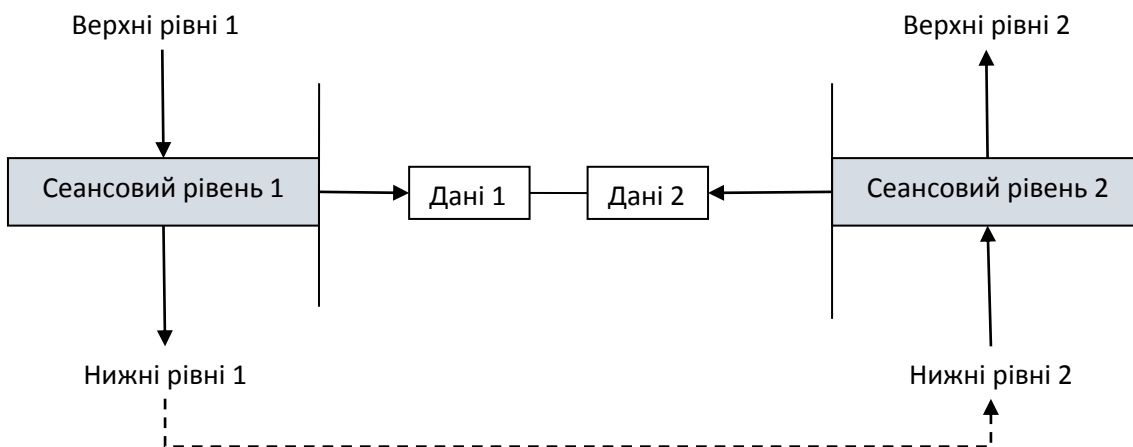 Верхні рівні 1
Верхні рівні 2
Сеансовий рівень 1
Дані 1
Дані 2
Сеансовий рівень 2
Нижні рівні 1
Нижні рівні 2